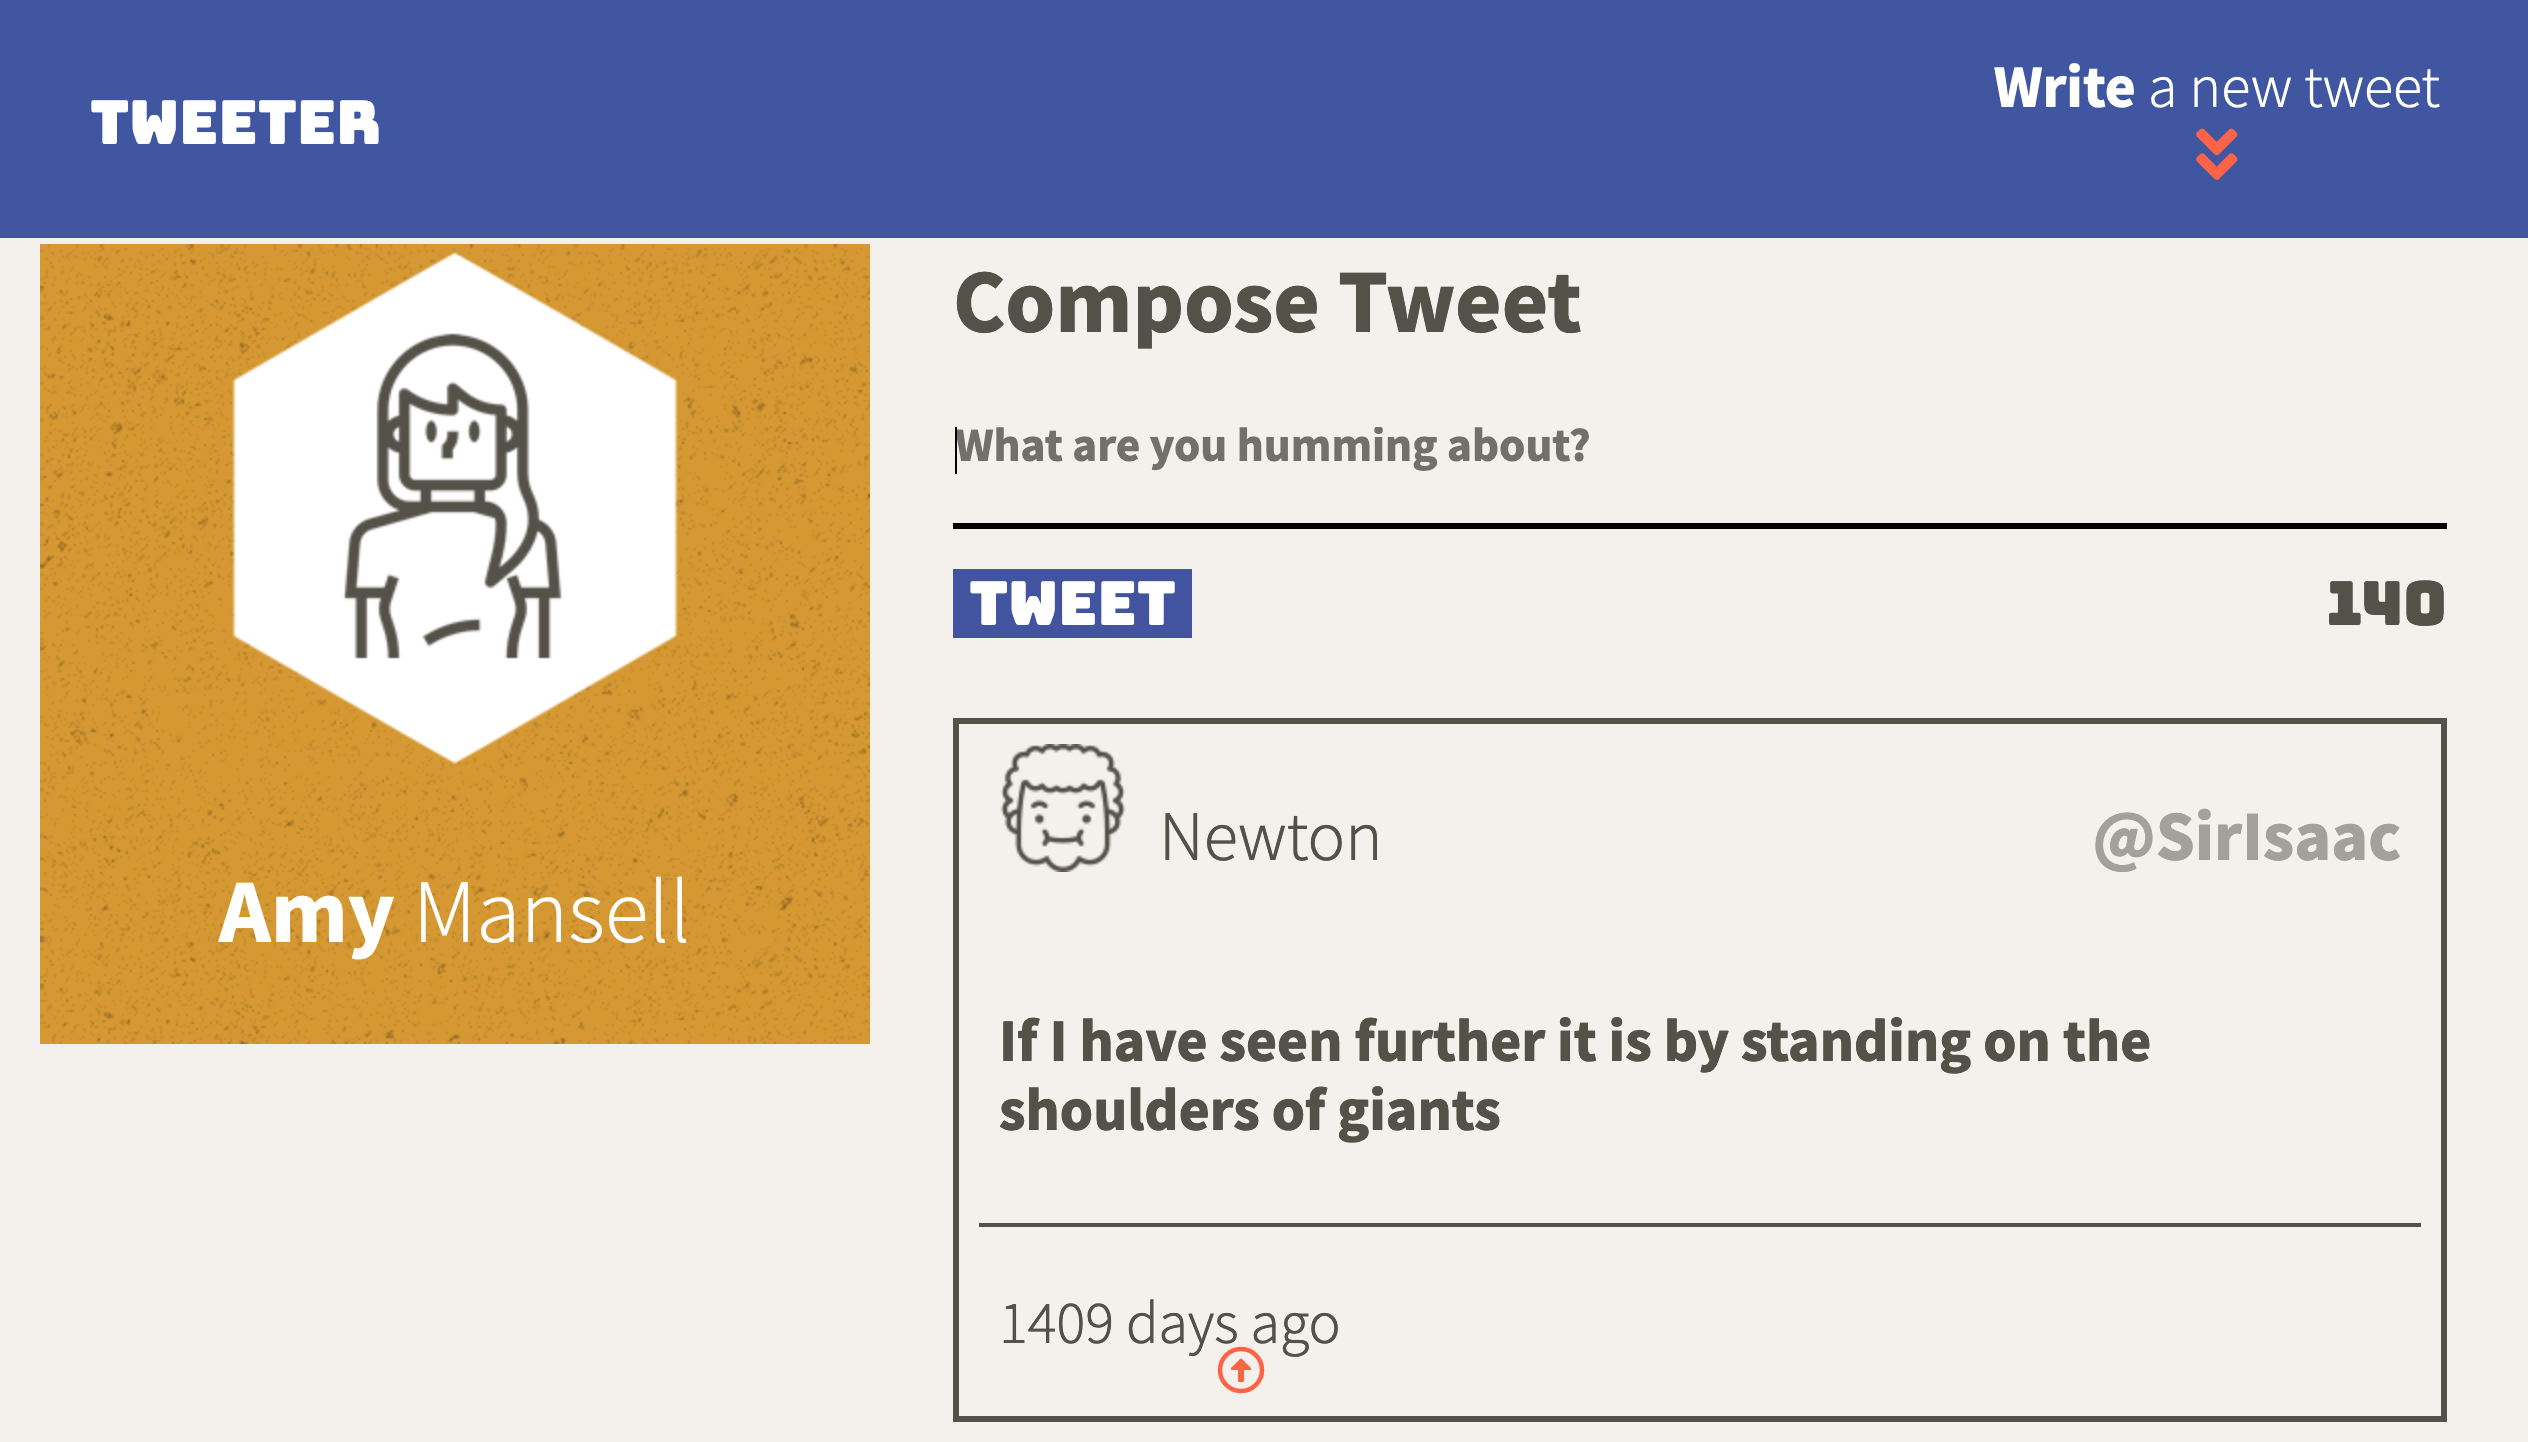 TWEETER
Write a new tweet
Amy Mansell
Compose Tweet
What are you humming about?
TWEET
140
Newton
@SirIsaac
If I have seen further it is by standing on the
shoulders of giants
1409 days ago